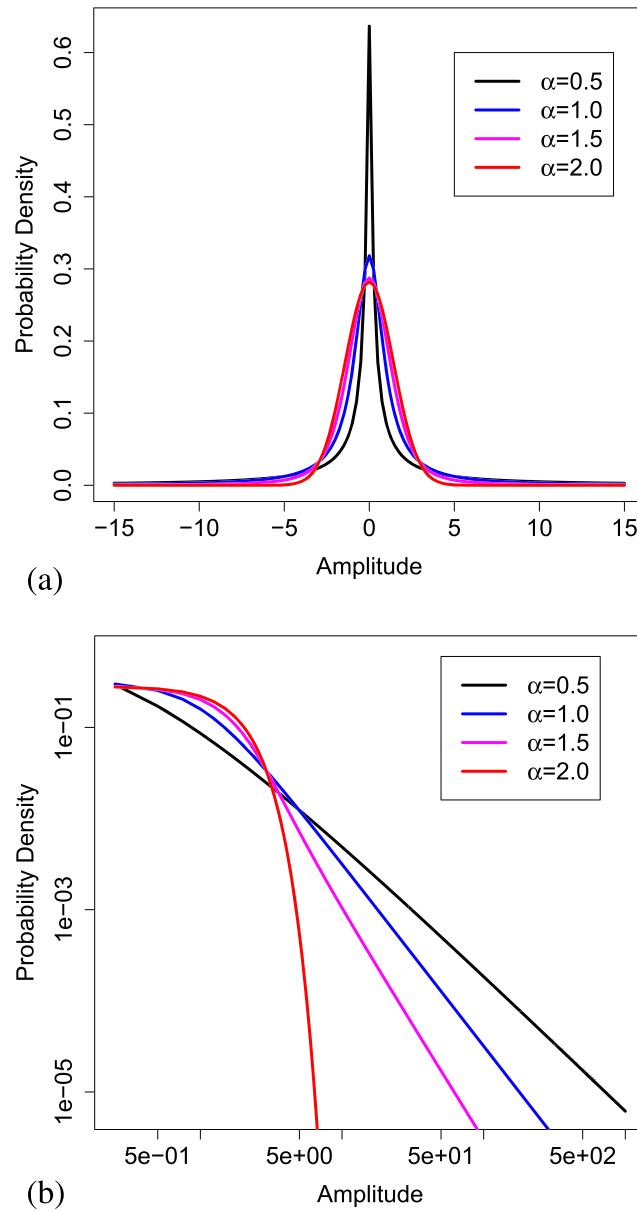 0.6
0.5
0.4
0.3
0.2
0.1
0.0
Probability Density
α=0.5
α=1.0
α=1.5
α=2.0
−15
−10
−5
0
5
10
15
Amplitude
(a)
1e−01
1e−03
1e−05
Probability Density
α=0.5
α=1.0
α=1.5
α=2.0
5e−01
5e+00
5e+01
5e+02
Amplitude
(b)